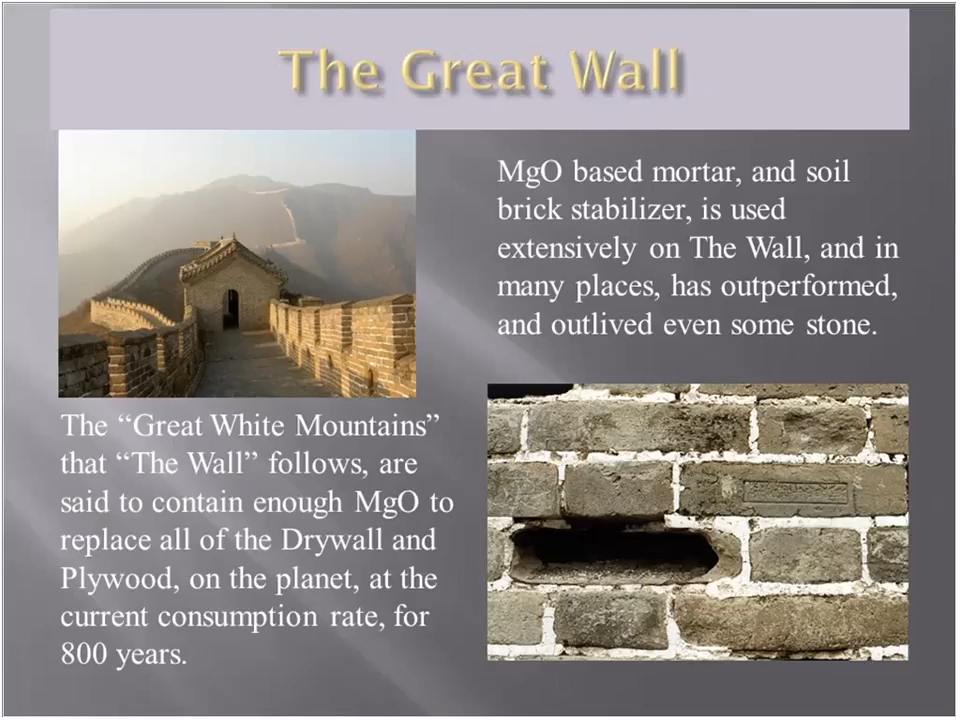 The Great Wall
MgO based mortar, and soil
brick stabilizer, is used
extensively on The Wall, and in
many places, has outperformed,
and outlived even some stone.
The “Great White Mountains”
that “The Wall” follows, are
said to contain enough MgO to
replace all of the Drywall and
Plywood, on the planet, at the
current consumption rate, for
800 years.